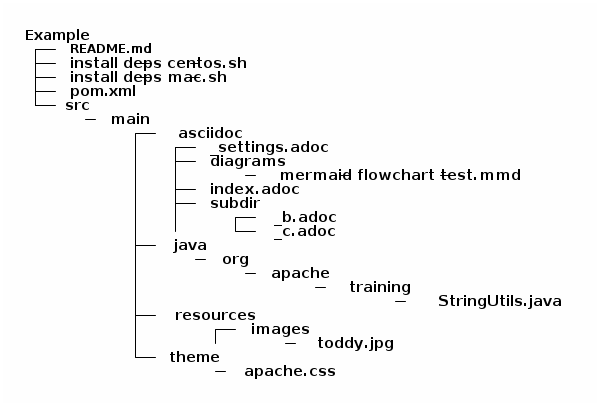 Example
README.md
install deps centos.sh
install deps mac.sh
pom.xml
src
main
asciidoc
_settings.adoc
diagrams
mermaid flowchart test.mmd
index.adoc
subdir
_b.adoc
_c.adoc
java
org
apache
training
StringUtils.java
resources
images
toddy.jpg
theme
apache.css